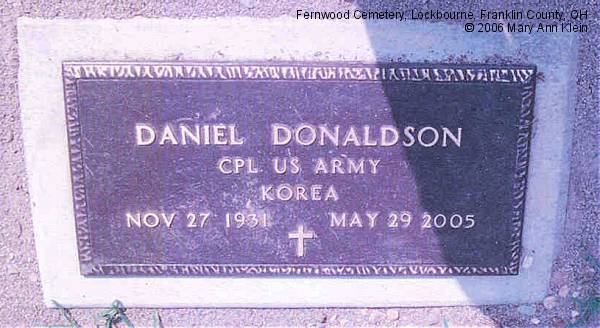 Fernwood Cemetery, Lockbourne, Franklin County, OH
© 2006 Mary Ann Klein
DANIEL DONALDSON
CPL US ARMY
KOREA
NOV 27 1931 MAY 29 2005